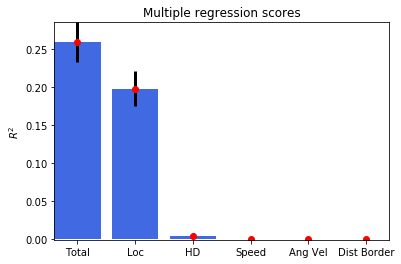 Multiple regression scores
R²
0.25
0.20
0.15
0.10
0.05
0.00
Total Loc HD Speed Ang Vel Dist Border